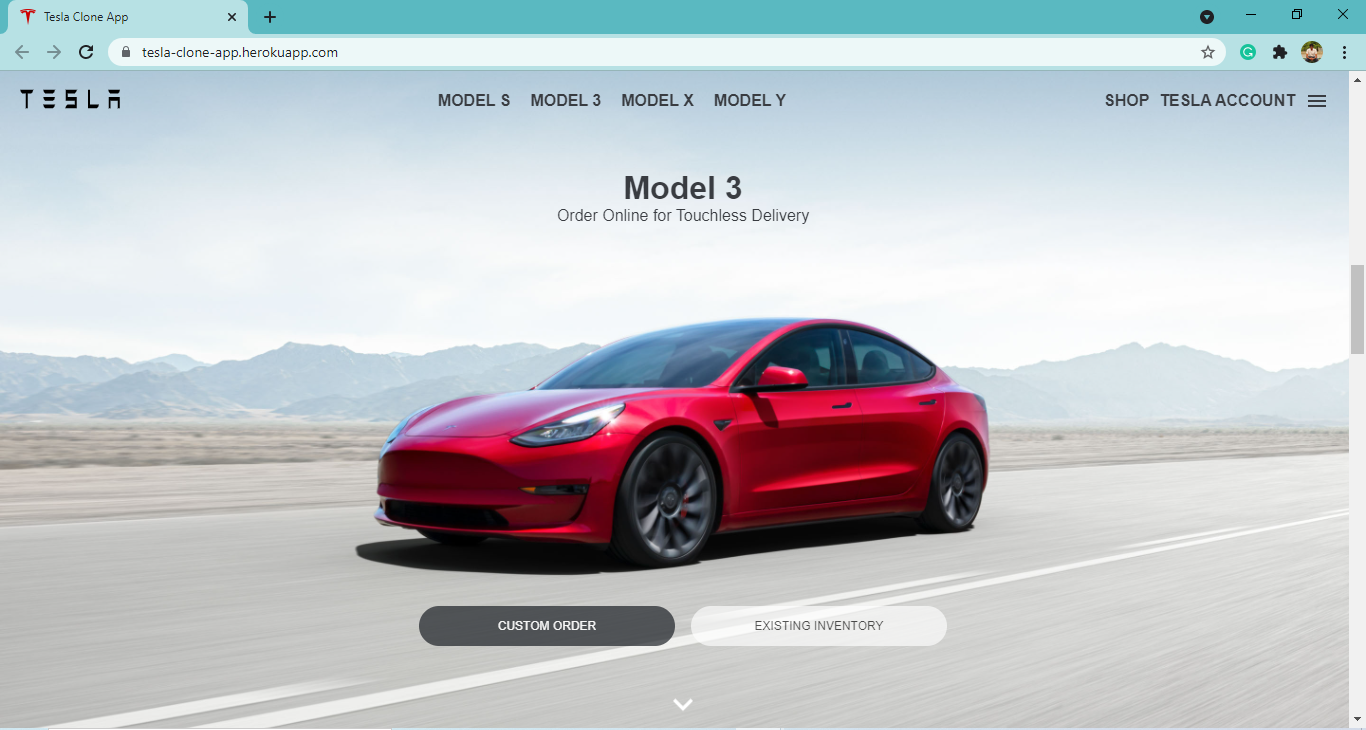 Tesla Clone App
tesla-clone-app.herokuapp.com
TESLA MODEL S MODEL 3 MODEL X MODEL Y SHOP TESLA ACCOUNT
Model 3
Order Online for Touchless Delivery
CUSTOM ORDER EXISTING INVENTORY